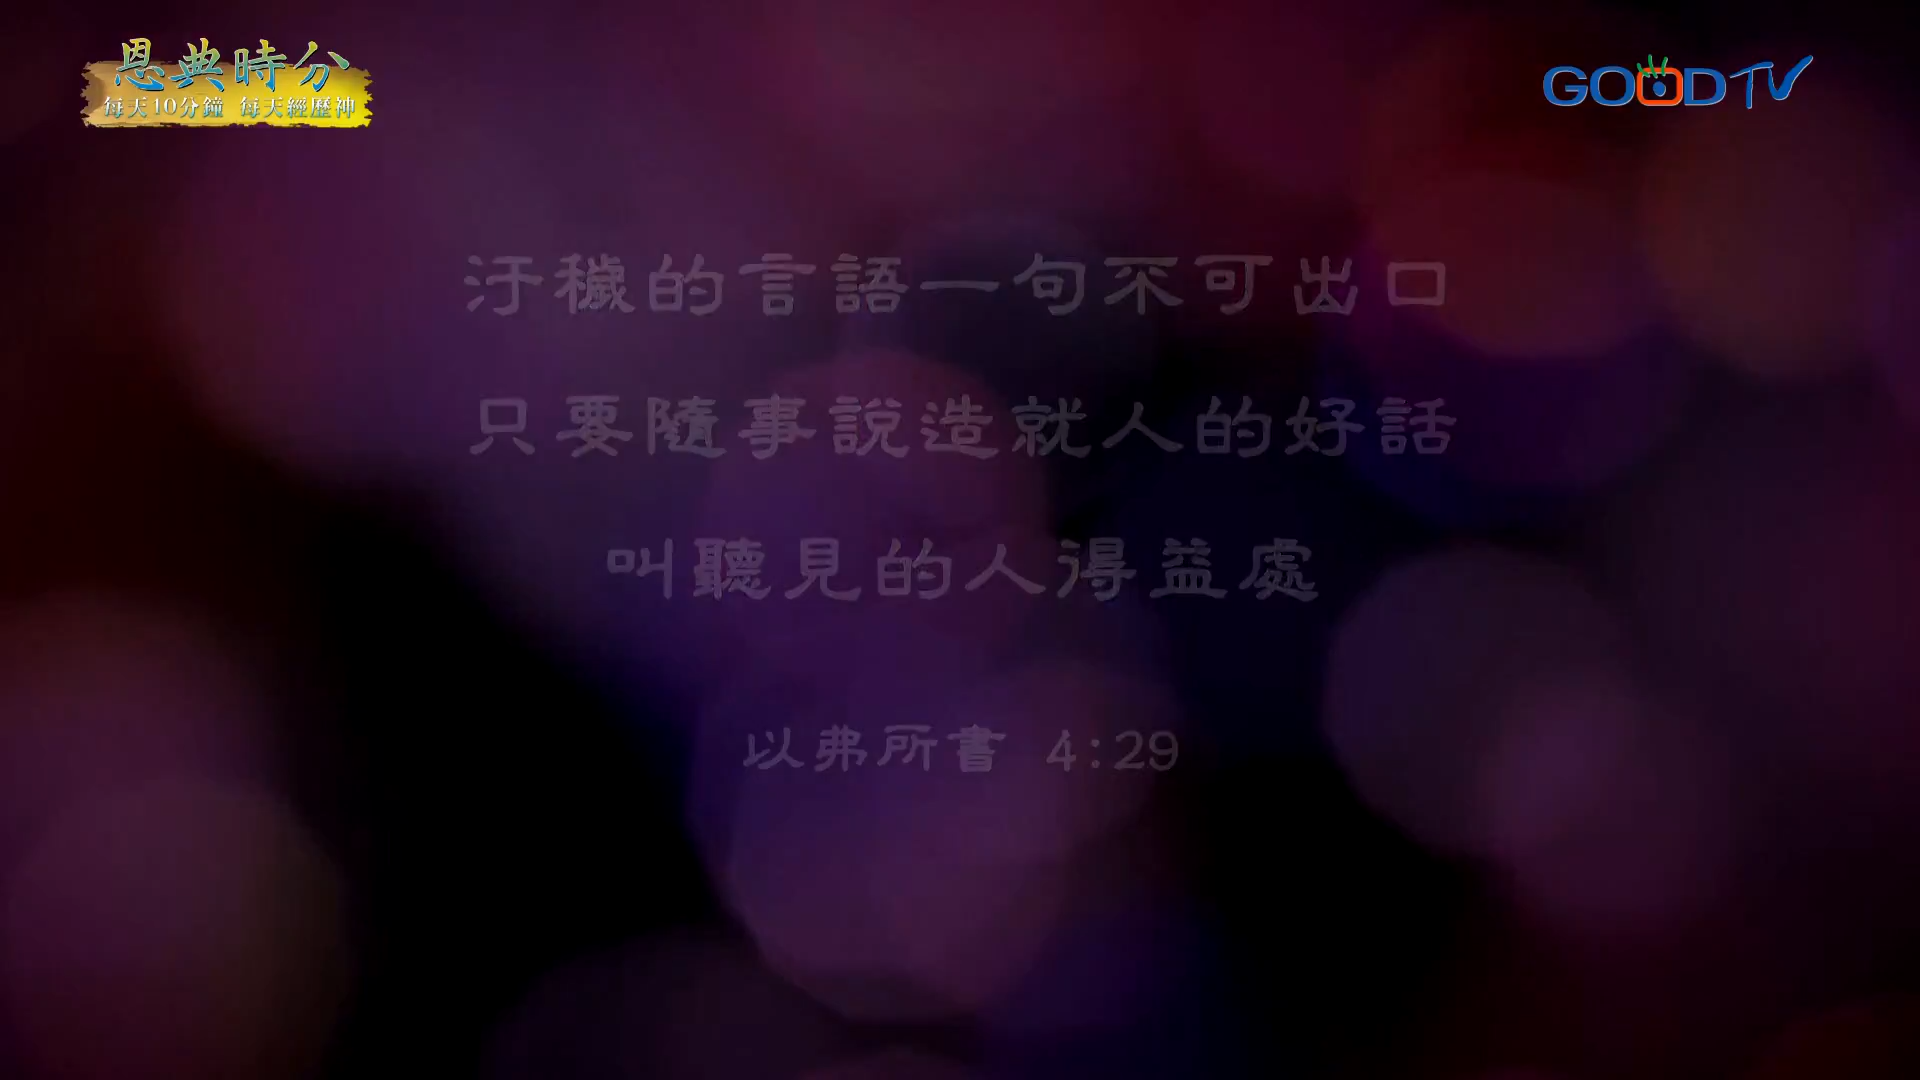 恩典時分
每天10分鐘 每天經歷神
GOOD TV
汙穢的言語一句不可出口
只要隨事說造就人的好話
叫聽見的人得益處
以弗所書 4:29